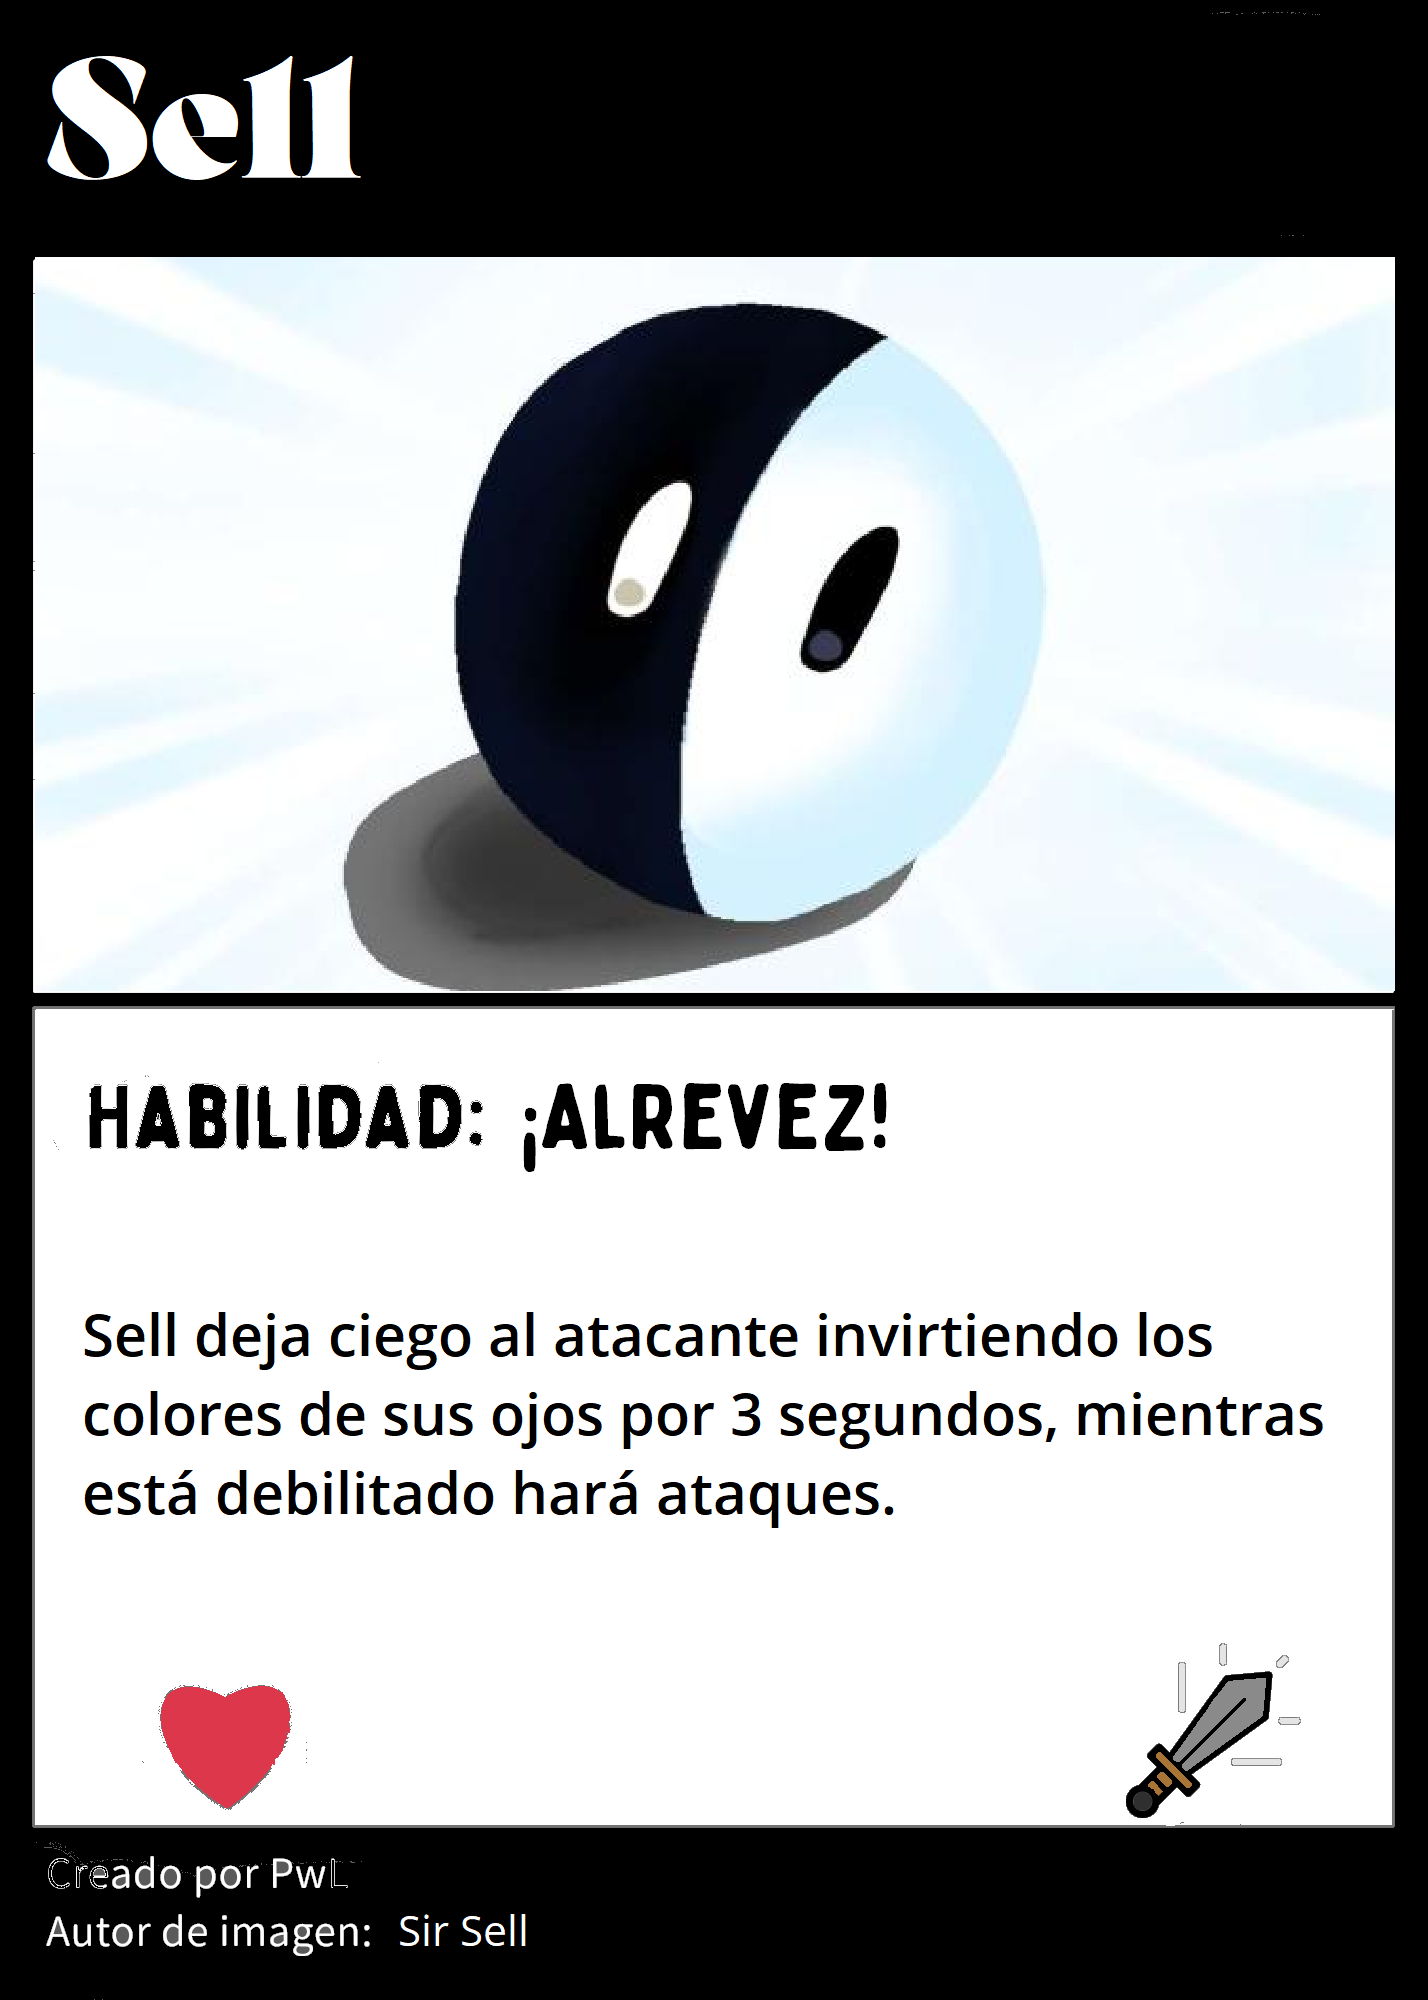 Sell
HABILIDAD: ¡ALREVEZ!
Sell deja ciego al atacante invirtiendo los
colores de sus ojos por 3 segundos, mientras
está debilitado hará ataques.
Creado por PwL
Autor de imagen: Sir Sell